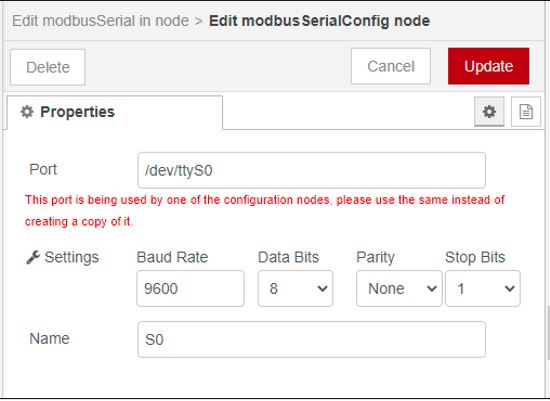 Edit modbusSerial in node > Edit modbusSerialConfig node
Delete Cancel Update
Properties
Port /dev/ttyS0
This port is being used by one of the configuration nodes, please use the same instead of
creating a copy of it.
Settings Baud Rate Data Bits Parity Stop Bits
9600 8 None 1
Name S0